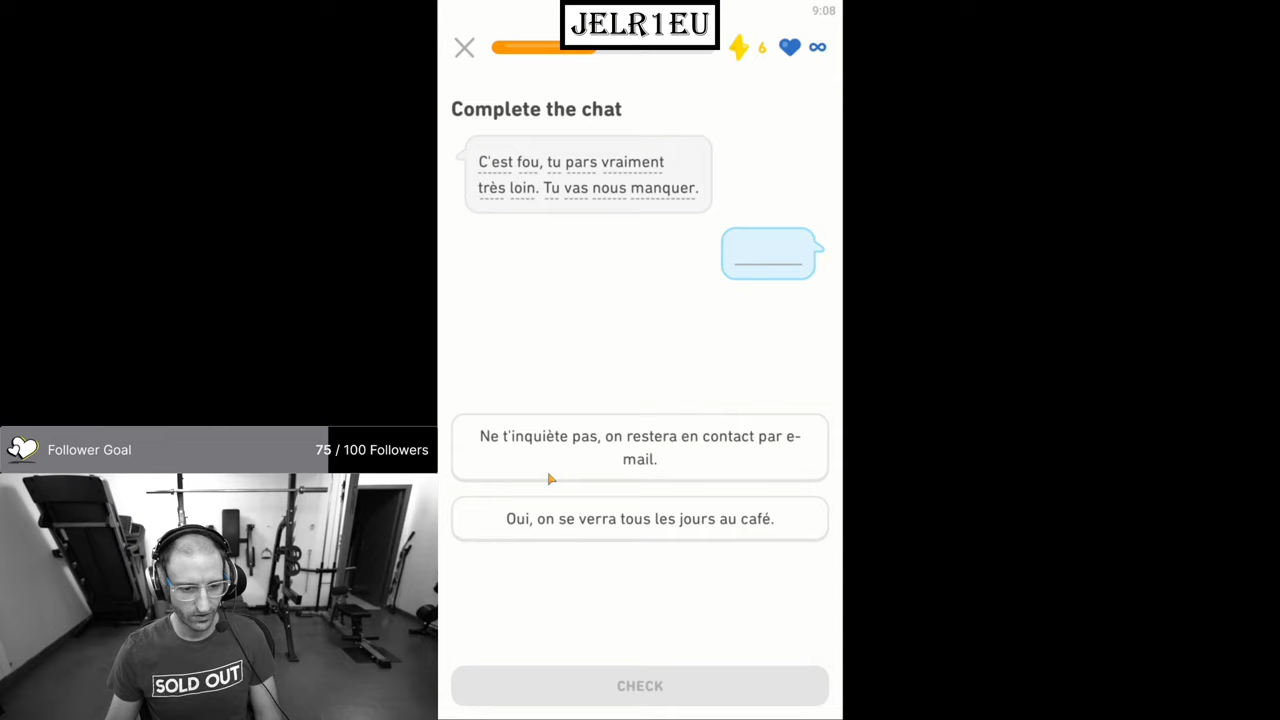 JELR1EU
9:08
6 ∞
Complete the chat
C'est fou, tu pars vraiment
très loin. Tu vas nous manquer.
Ne t'inquiète pas, on restera en contact par e-
mail.
Oui, on se verra tous les jours au café.
CHECK
Follower Goal 75 / 100 Followers
SOLD OUT